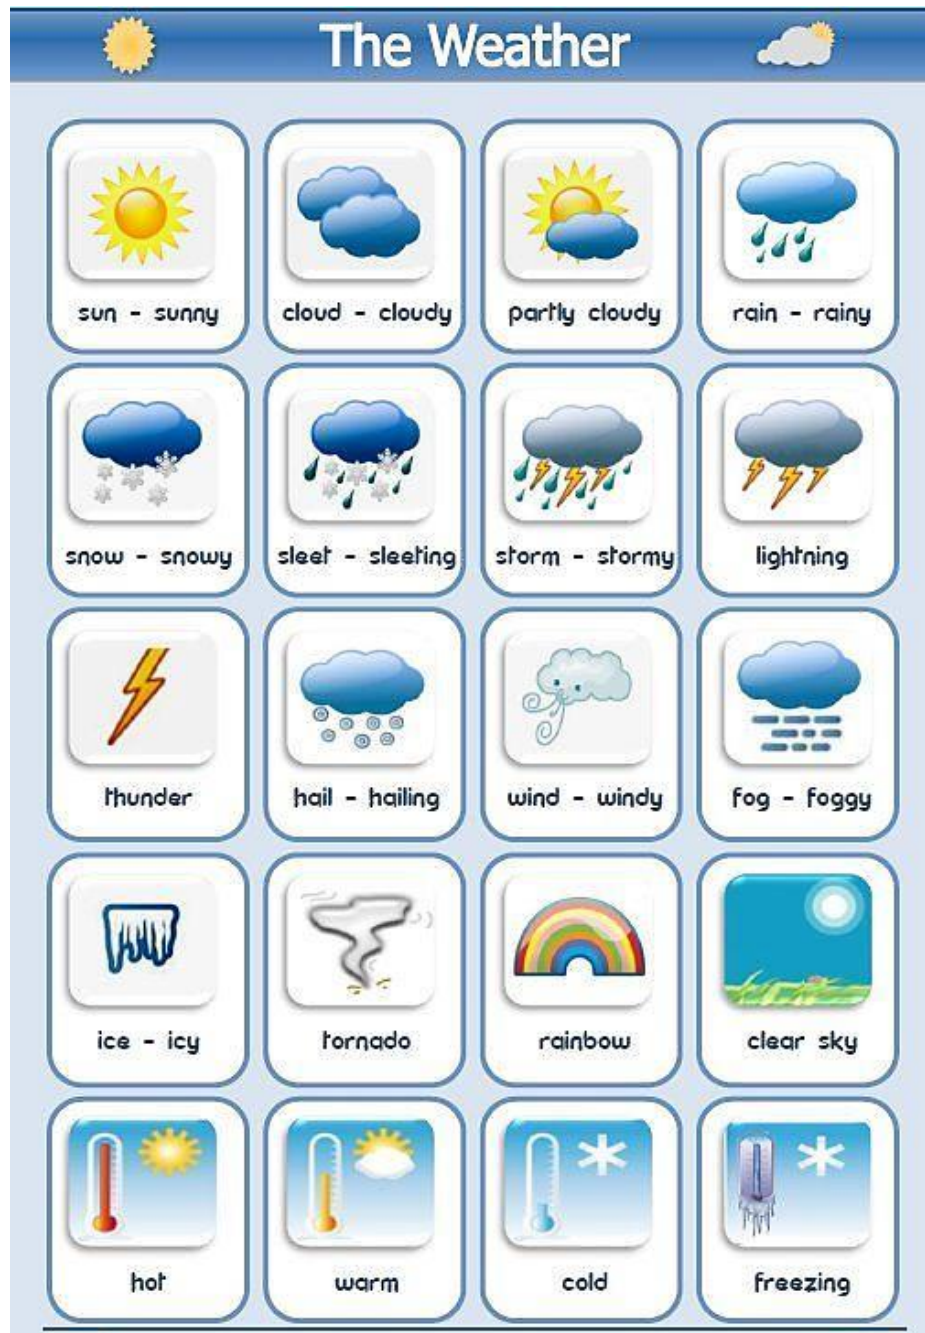 The Weather
sun - sunny
cloud - cloudy
partly cloudy
rain - rainy
snow - snowy
sleet - sleeting
storm - stormy
lightning
thunder
hail - hailing
wind - windy
fog - foggy
ice - icy
tornado
rainbow
clear sky
hot
warm
cold
freezing